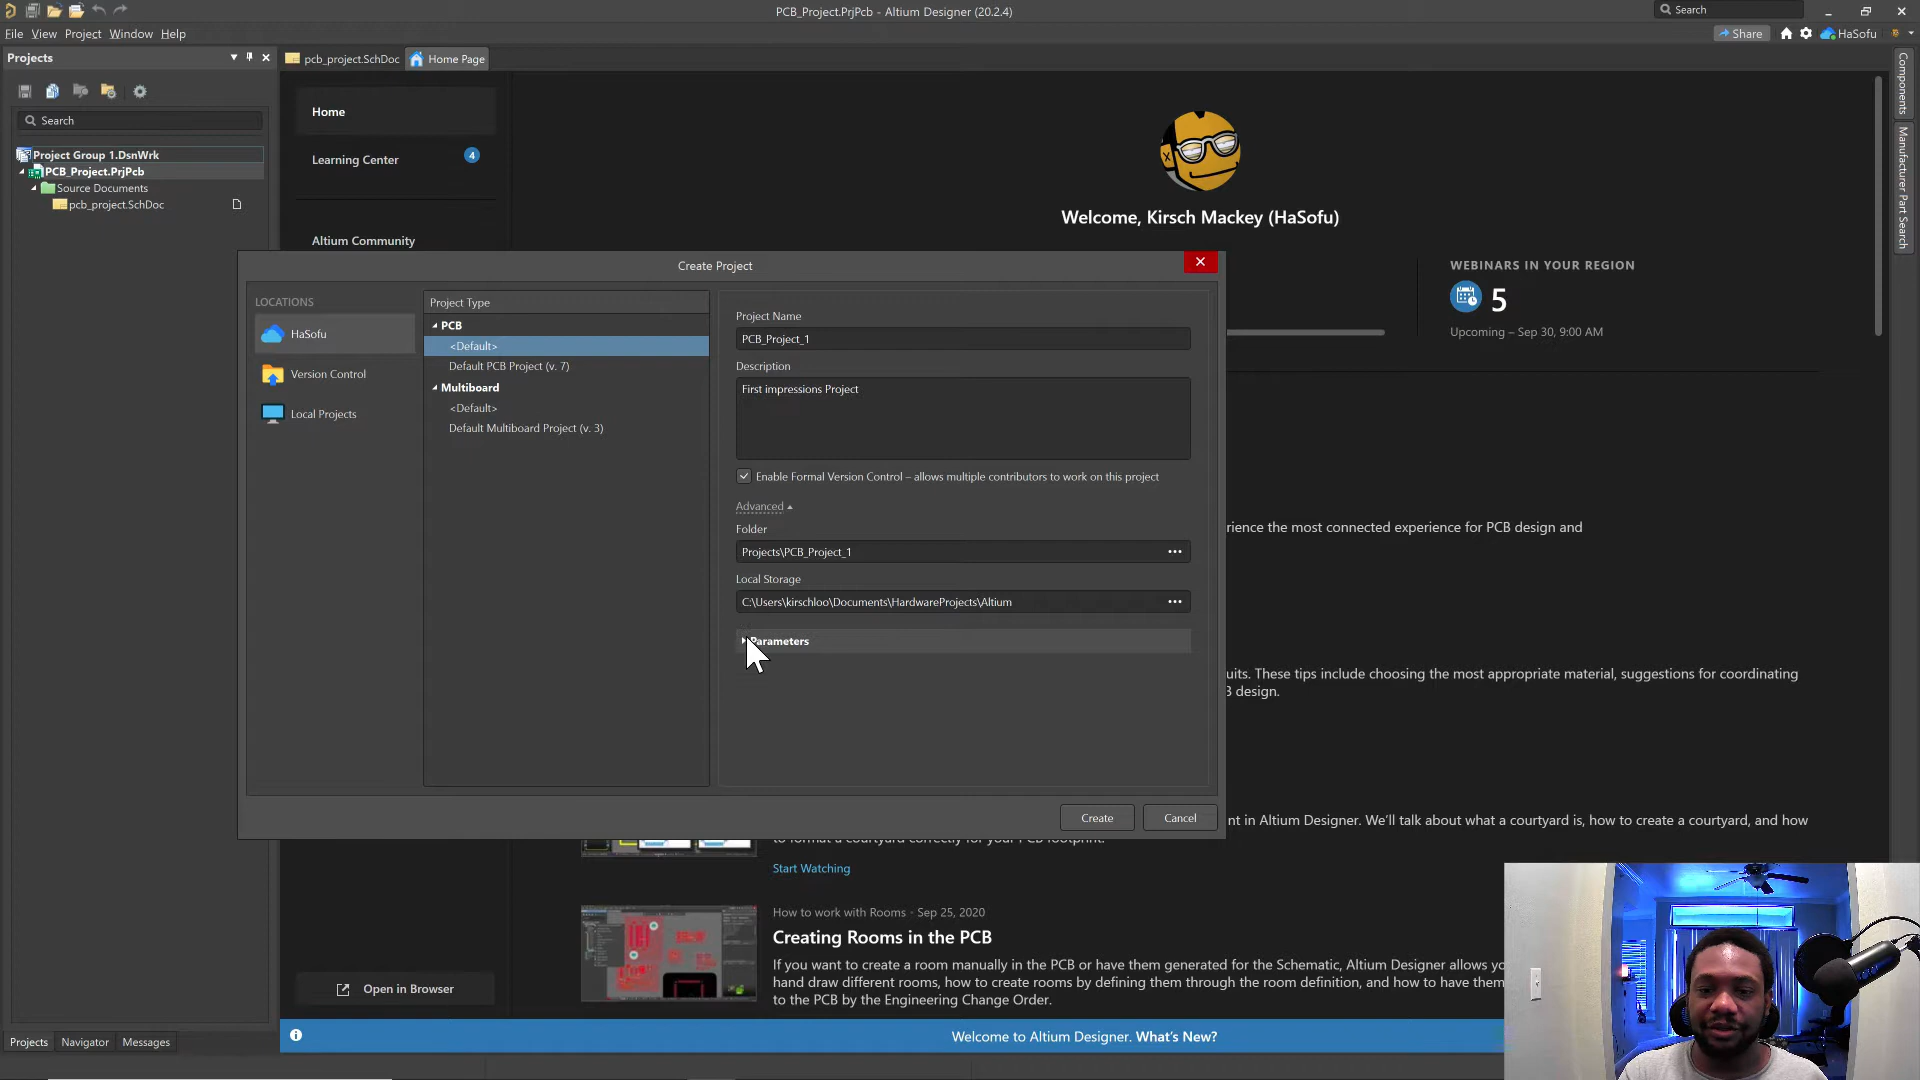 PCB_Project.PrjPcb - Altium Designer (20.2.4)
Search
File View Project Window Help
Share
HaSofu
Projects
pcb_project.SchDoc
Home Page
Search
Project Group 1.DsnWrk
PCB_Project.PrjPcb
Source Documents
pcb_project.SchDoc
Home
Learning Center
4
Altium Community
Welcome, Kirsch Mackey (HaSofu)
WEBINARS IN YOUR REGION
5
Upcoming – Sep 30, 9:00 AM
Components
Manufacturer Part Search
Create Project
LOCATIONS
HaSofu
Version Control
Local Projects
Project Type
PCB
<Default>
Default PCB Project (v. 7)
Multiboard
<Default>
Default Multiboard Project (v. 3)
Project Name
PCB_Project_1
Description
First impressions Project
Enable Formal Version Control – allows multiple contributors to work on this project
Advanced
Folder
Projects\PCB_Project_1
Local Storage
C:\Users\kirschloo\Documents\HardwareProjects\Altium
Parameters
Create
Cancel
rience the most connected experience for PCB design and
uits. These tips include choosing the most appropriate material, suggestions for coordinating
design.
nt in Altium Designer. We'll talk about what a courtyard is, how to create a courtyard, and how
to format a courtyard correctly for your PCB footprint.
Start Watching
How to work with Rooms · Sep 25, 2020
Creating Rooms in the PCB
If you want to create a room manually in the PCB or have them generated for the Schematic, Altium Designer allows yo
hand draw different rooms, how to create rooms by defining them through the room definition, and how to have them
to the PCB by the Engineering Change Order.
Open in Browser
Welcome to Altium Designer. What's New?
Projects
Navigator
Messages